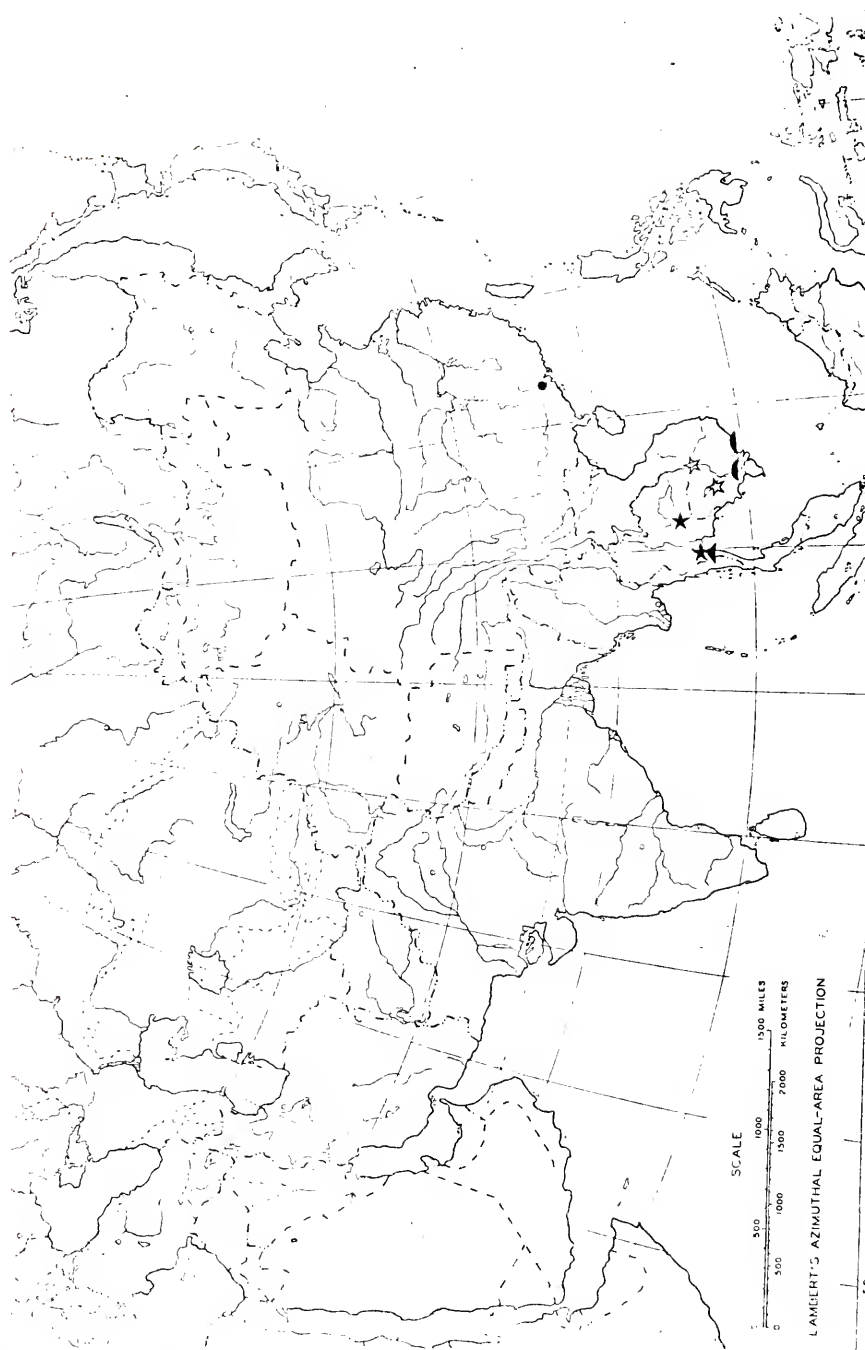 SCALE
500 1000 1500 MILES
0 500 1000 1500 2000 KILOMETERS
LAMBERT'S AZIMUTHAL EQUAL-AREA PROJECTION